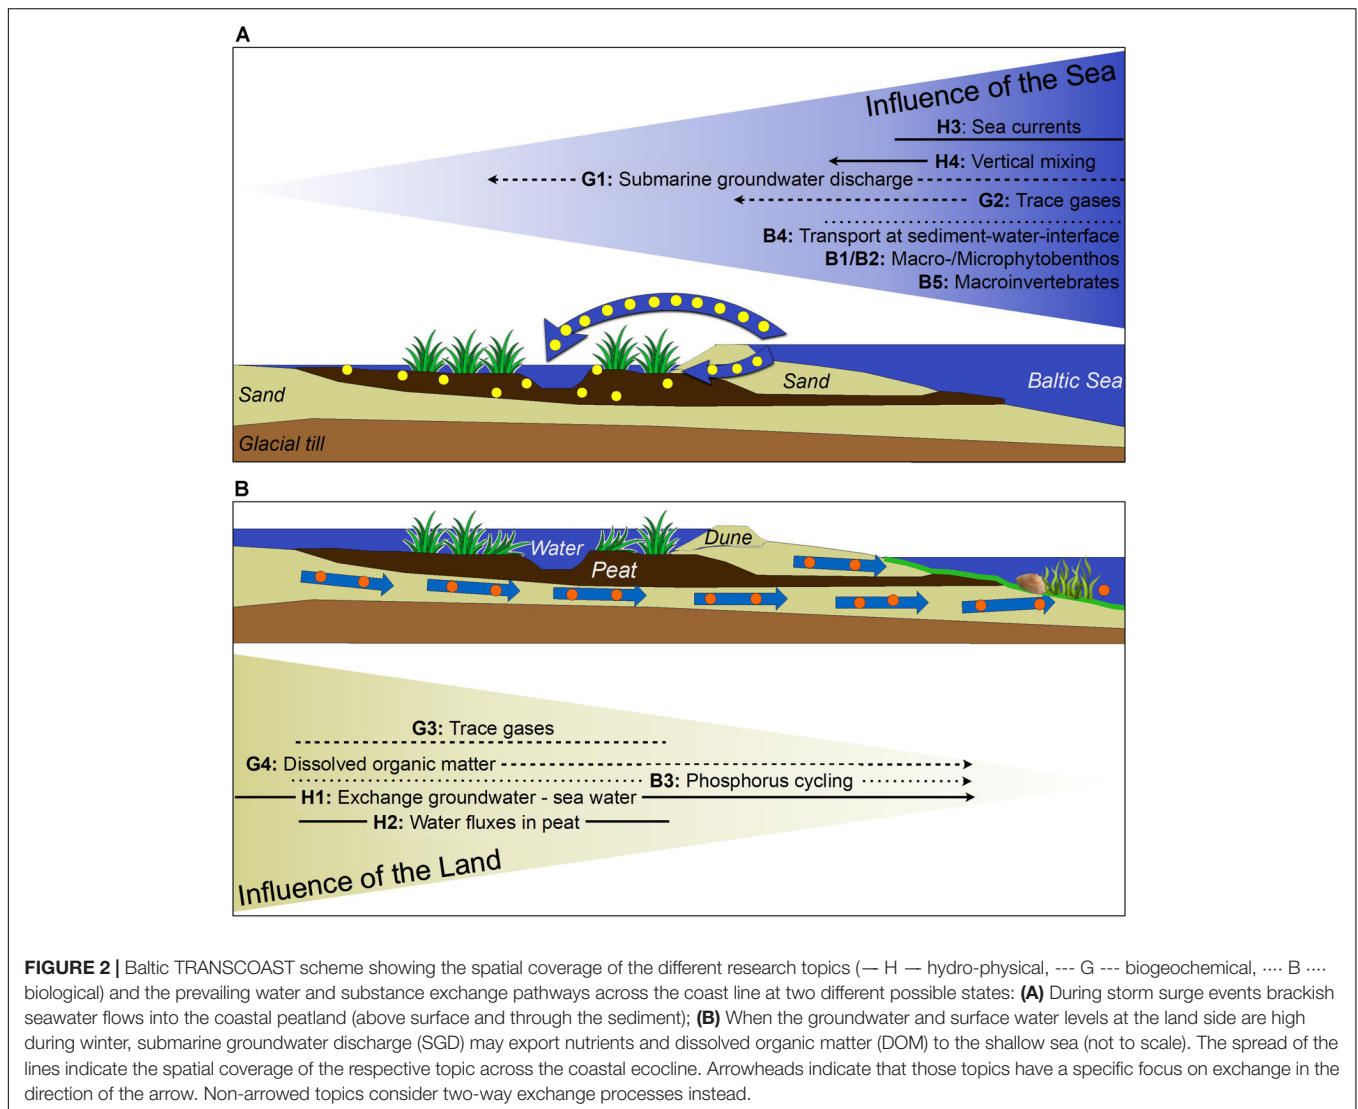 A
Influence of the Sea
H3: Sea currents
H4: Vertical mixing
G1: Submarine groundwater discharge
G2: Trace gases
B4: Transport at sediment-water-interface
B1/B2: Macro-/Microphytobenthos
B5: Macroinvertebrates
Sand
Sand
Baltic Sea
Glacial till
B
Water
Dune
Peat
G3: Trace gases
G4: Dissolved organic matter
B3: Phosphorus cycling
H1: Exchange groundwater - sea water
H2: Water fluxes in peat
Influence of the Land
FIGURE 2 | Baltic TRANSCOAST scheme showing the spatial coverage of the different research topics (— H — hydro-physical, --- G --- biogeochemical, ···· B ····
biological) and the prevailing water and substance exchange pathways across the coast line at two different possible states: (A) During storm surge events brackish
seawater flows into the coastal peatland (above surface and through the sediment); (B) When the groundwater and surface water levels at the land side are high
during winter, submarine groundwater discharge (SGD) may export nutrients and dissolved organic matter (DOM) to the shallow sea (not to scale). The spread of the
lines indicate the spatial coverage of the respective topic across the coastal ecocline. Arrowheads indicate that those topics have a specific focus on exchange in the
direction of the arrow. Non-arrowed topics consider two-way exchange processes instead.